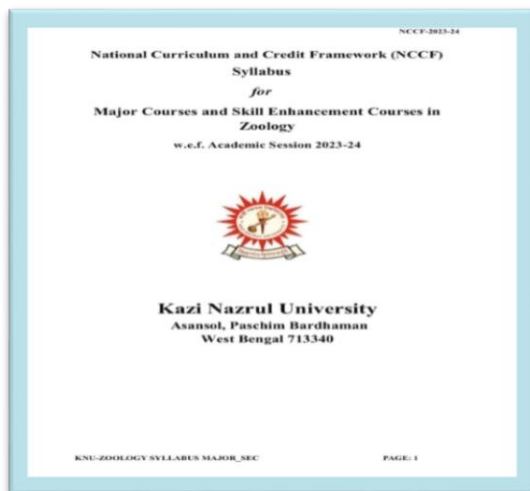 NCCF-2023-24
National Curriculum and Credit Framework (NCCF)
Syllabus
for
Major Courses and Skill Enhancement Courses in
Zoology
w.e.f. Academic Session 2023-24
Kazi Nazrul University
Asansol, Paschim Bardhaman
West Bengal 713340
KNU-ZOOLOGY SYLLABUS MAJOR_SEC PAGE: 1